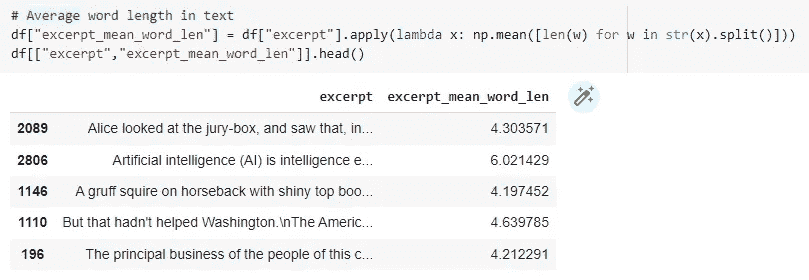 # Average word length in text
df["excerpt_mean_word_len"] = df["excerpt"].apply(lambda x: np.mean([len(w) for w in str(x).split()]))
df[["excerpt","excerpt_mean_word_len"]].head()
excerpt excerpt_mean_word_len
2089 Alice looked at the jury-box, and saw that, in... 4.303571
2806 Artificial intelligence (AI) is intelligence e... 6.021429
1146 A gruff squire on horseback with shiny top boo... 4.197452
1110 But that hadn't helped Washington.\nThe Americ... 4.639785
196 The principal business of the people of this c... 4.212291